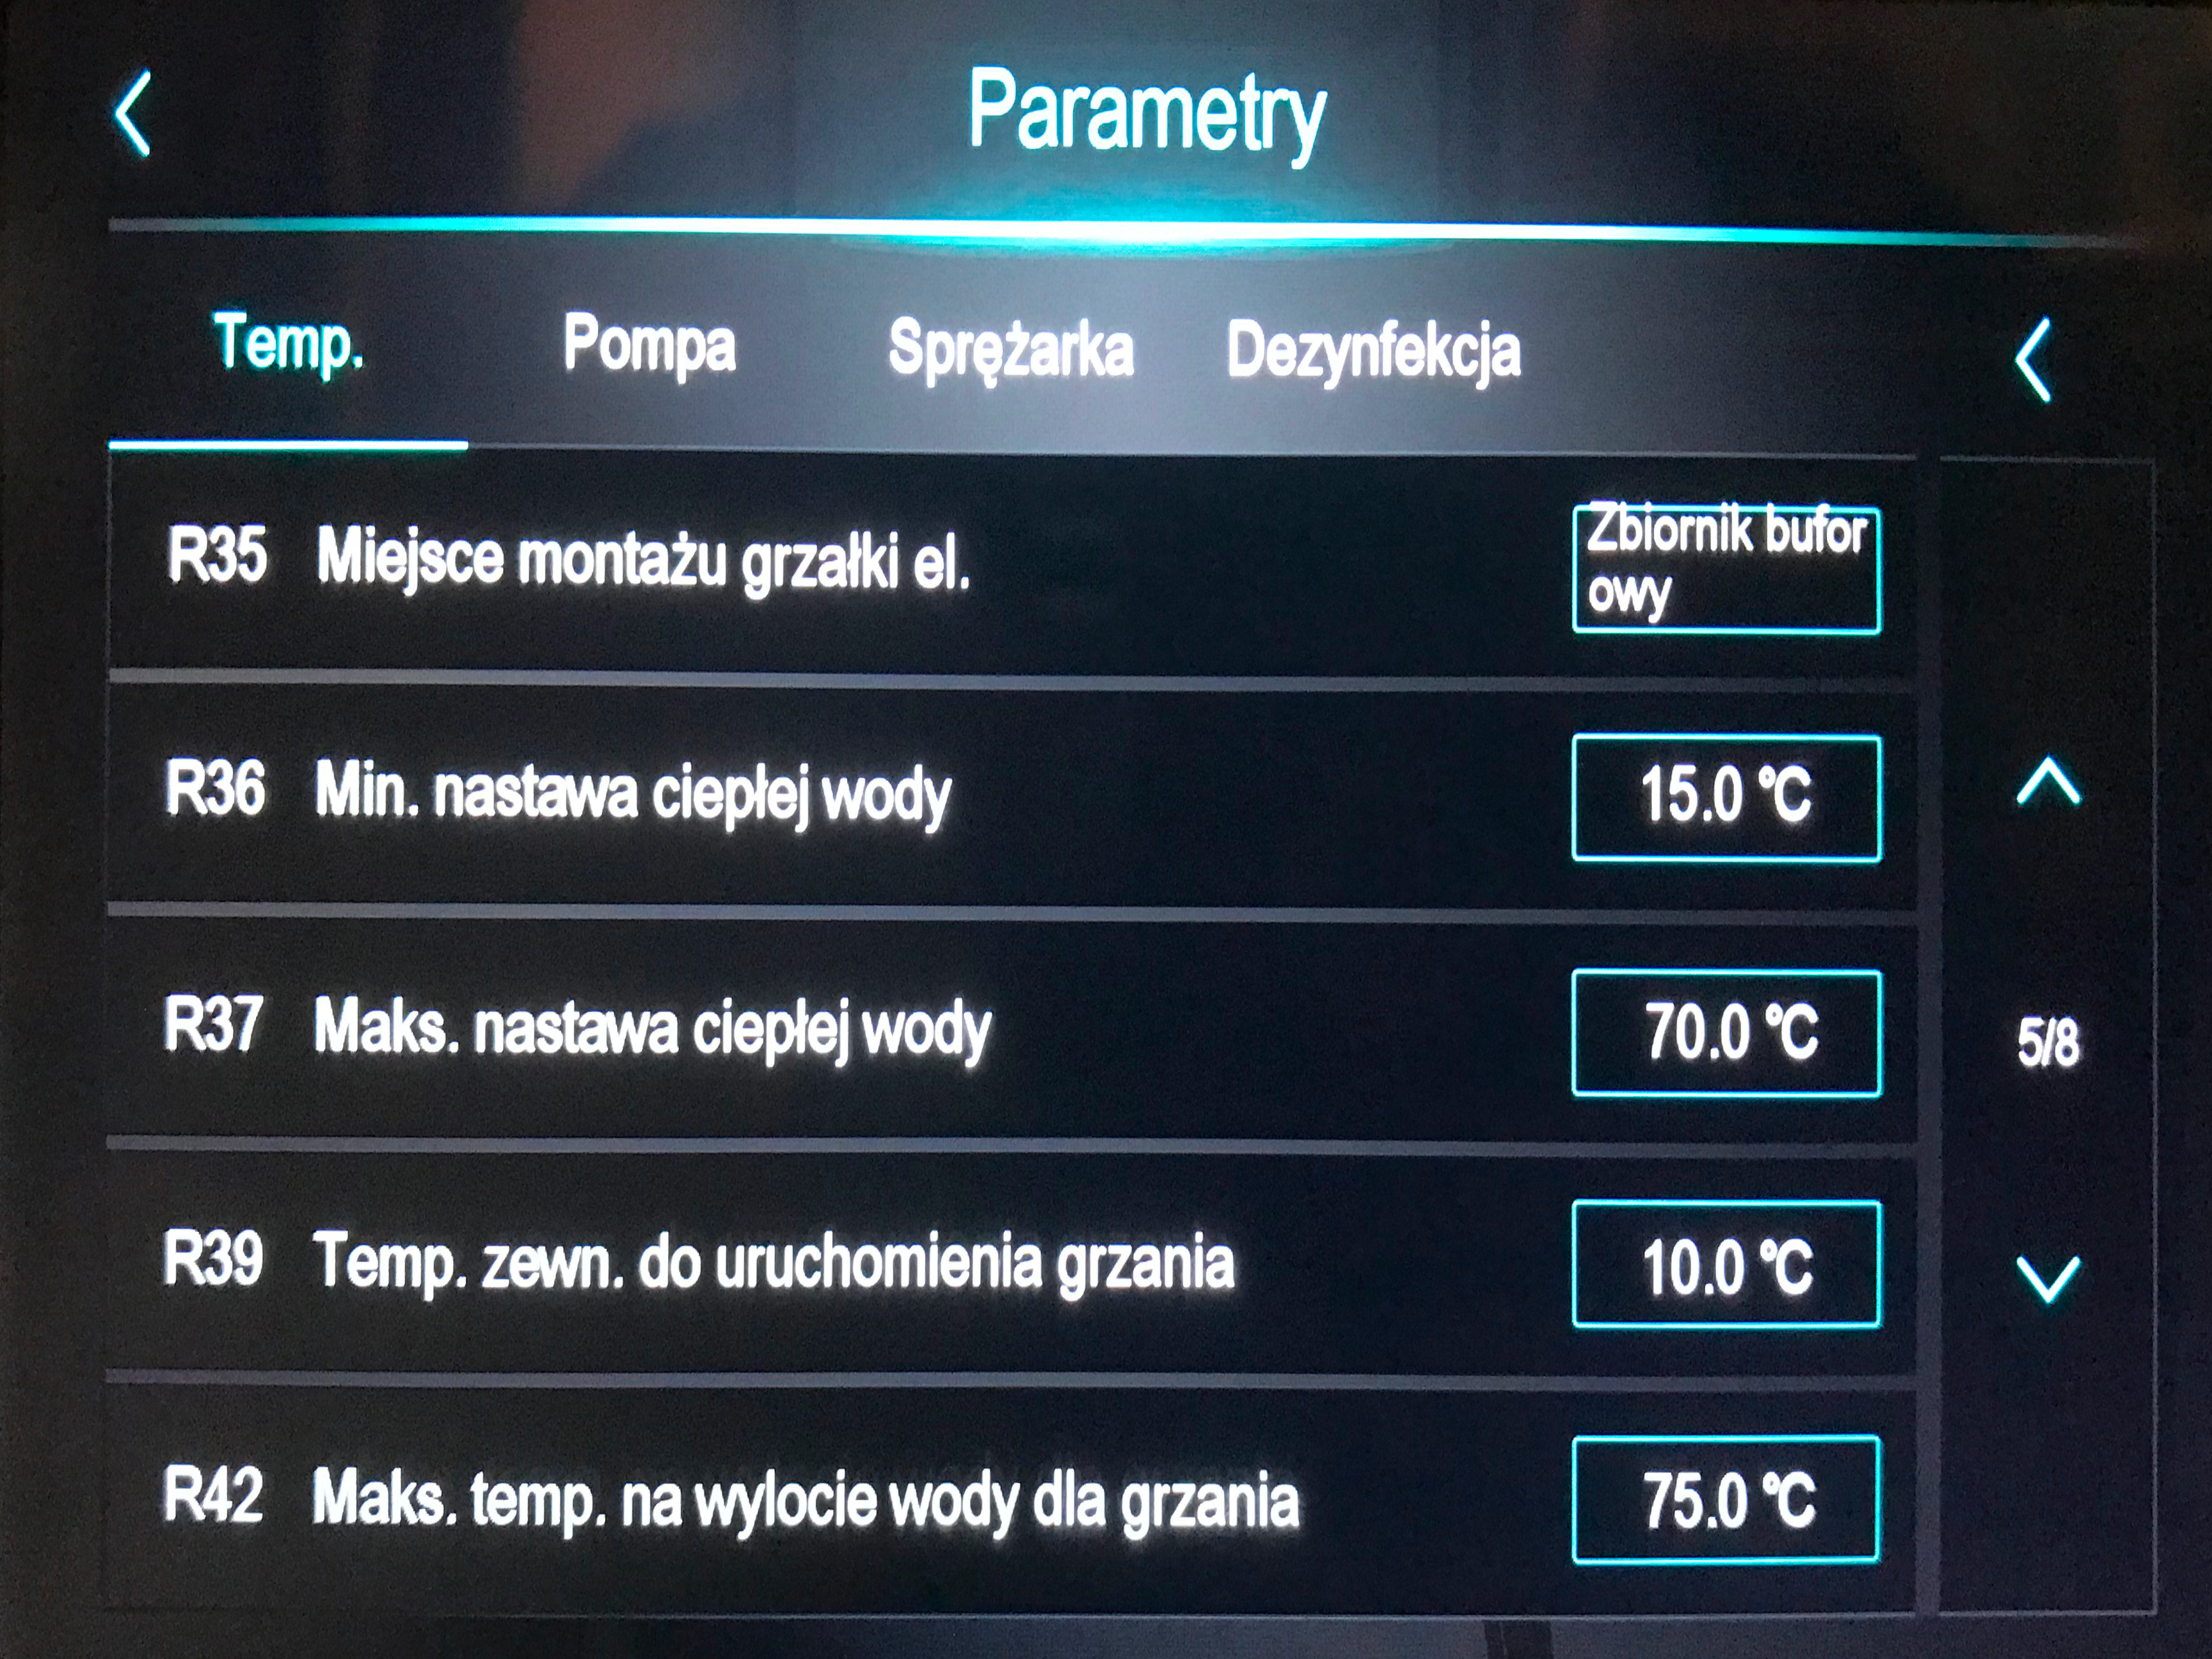 Parametry
Temp. Pompa Sprężarka Dezynfekcja
R35 Miejsce montażu grzałki el. Zbiornik bufor
owy
R36 Min. nastawa ciepłej wody 15.0 °C
R37 Maks. nastawa ciepłej wody 70.0 °C
5/8
R39 Temp. zewn. do uruchomienia grzania 10.0 °C
R42 Maks. temp. na wylocie wody dla grzania 75.0 °C